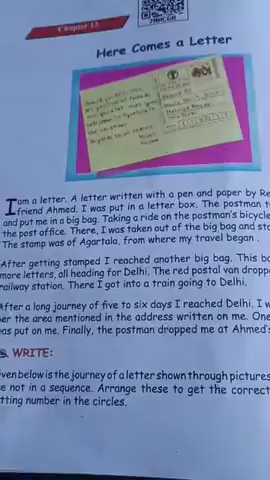 Chapter 13
Here Comes a Letter
I am a letter. A letter written with a pen and paper by Re
friend Ahmed. I was put in a letter box. The postman t
and put me in a big bag. Taking a ride on the postman's bicycle
the post office. There, I was taken out of the big bag and sta
The stamp was of Agartala, from where my travel began .
After getting stamped I reached another big bag. This ba
more letters, all heading for Delhi. The red postal van dropp
railway station. There I got into a train going to Delhi.
After a long journey of five to six days I reached Delhi. I w
per the area mentioned in the address written on me. One
was put on me. Finally, the postman dropped me at Ahmed's
WRITE:
iven below is the journey of a letter shown through pictures
e not in a sequence. Arrange these to get the correct
tting number in the circles.